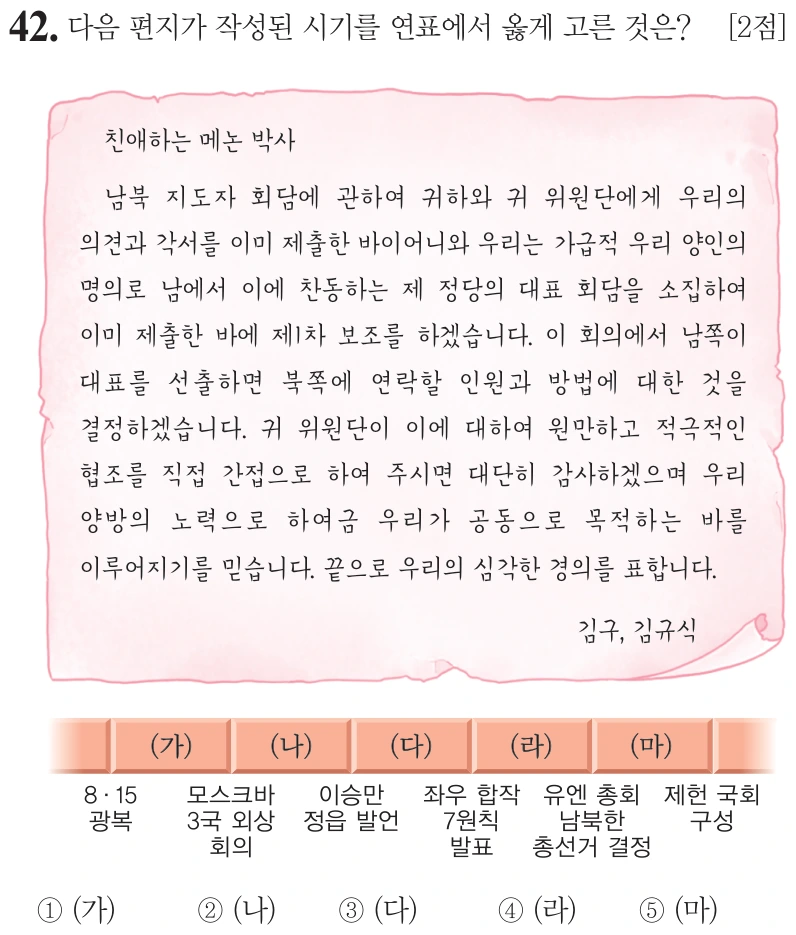 42. 다음 편지가 작성된 시기를 연표에서 옳게 고른 것은? [2점]
친애하는 메논 박사
남북 지도자 회담에 관하여 귀하와 귀 위원단에게 우리의
의견과 각서를 이미 제출한 바이어니와 우리는 가급적 우리 양인의
명의로 남에서 이에 찬동하는 제 정당의 대표 회담을 소집하여
이미 제출한 바에 제1차 보조를 하겠습니다. 이 회의에서 남쪽이
대표를 선출하면 북쪽에 연락할 인원과 방법에 대한 것을
결정하겠습니다. 귀 위원단이 이에 대하여 원만하고 적극적인
협조를 직접 간접으로 하여 주시면 대단히 감사하겠으며 우리
양방의 노력으로 하여금 우리가 공동으로 목적하는 바를
이루어지기를 믿습니다. 끝으로 우리의 심각한 경의를 표합니다.
김구, 김규식
(가) (나) (다) (라) (마)
8·15 모스크바 이승만 좌우 합작 유엔 총회 제헌 국회
광복 3국 외상 정읍 발언 7원칙 남북한 구성
회의 발표 총선거 결정
① (가) ② (나) ③ (다) ④ (라) ⑤ (마)